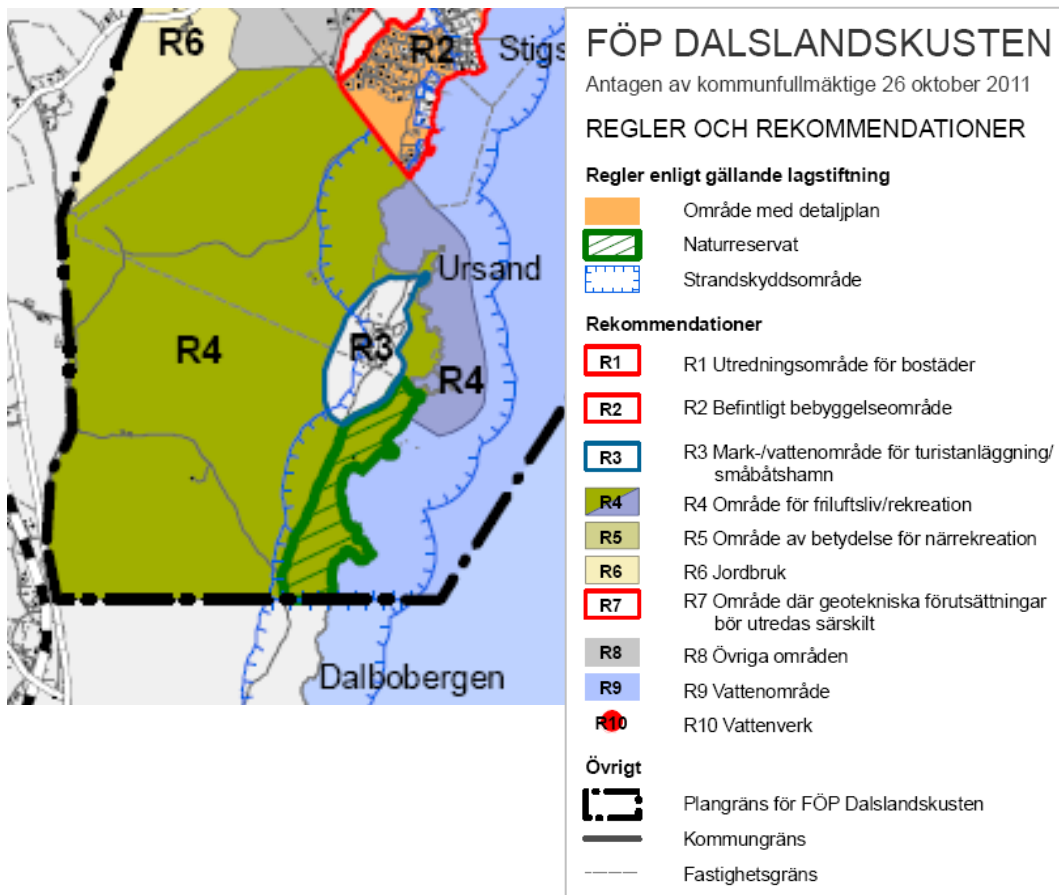 R6
R2
Stigs
Ursand
R3
R4
R4
Dalbobergen
FÖP DALSLANDSKUSTEN
Antagen av kommunfullmäktige 26 oktober 2011
REGLER OCH REKOMMENDATIONER
Regler enligt gällande lagstiftning
Område med detaljplan
Naturreservat
Strandskyddsområde
Rekommendationer
R1 R1 Utredningsområde för bostäder
R2 R2 Befintligt bebyggelseområde
R3 R3 Mark-/vattenområde för turistanläggning/
småbåtshamn
R4 R4 Område för friluftsliv/rekreation
R5 R5 Område av betydelse för närrekreation
R6 R6 Jordbruk
R7 R7 Område där geotekniska förutsättningar
bör utredas särskilt
R8 R8 Övriga områden
R9 R9 Vattenområde
R10 R10 Vattenverk
Övrigt
Plangräns för FÖP Dalslandskusten
Kommungräns
Fastighetsgräns